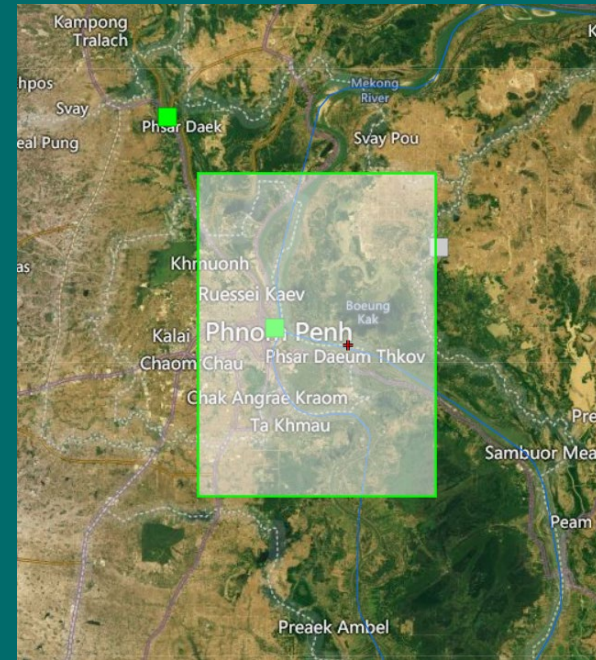 Kampong
Tralach
K
hpos
Mekong
River
Svay
Phsar Daek
eal Pung
Svay Pou
Khmuonh
as
Ruessei Kaev
Boeung
Kak
Kalai
Phnom Penh
Chaom Chau
Phsar Daeum Thkov
Chak Angrae Kraom
Pre
Ta Khmau
Sambuor Mea
Peam
Preaek Ambel